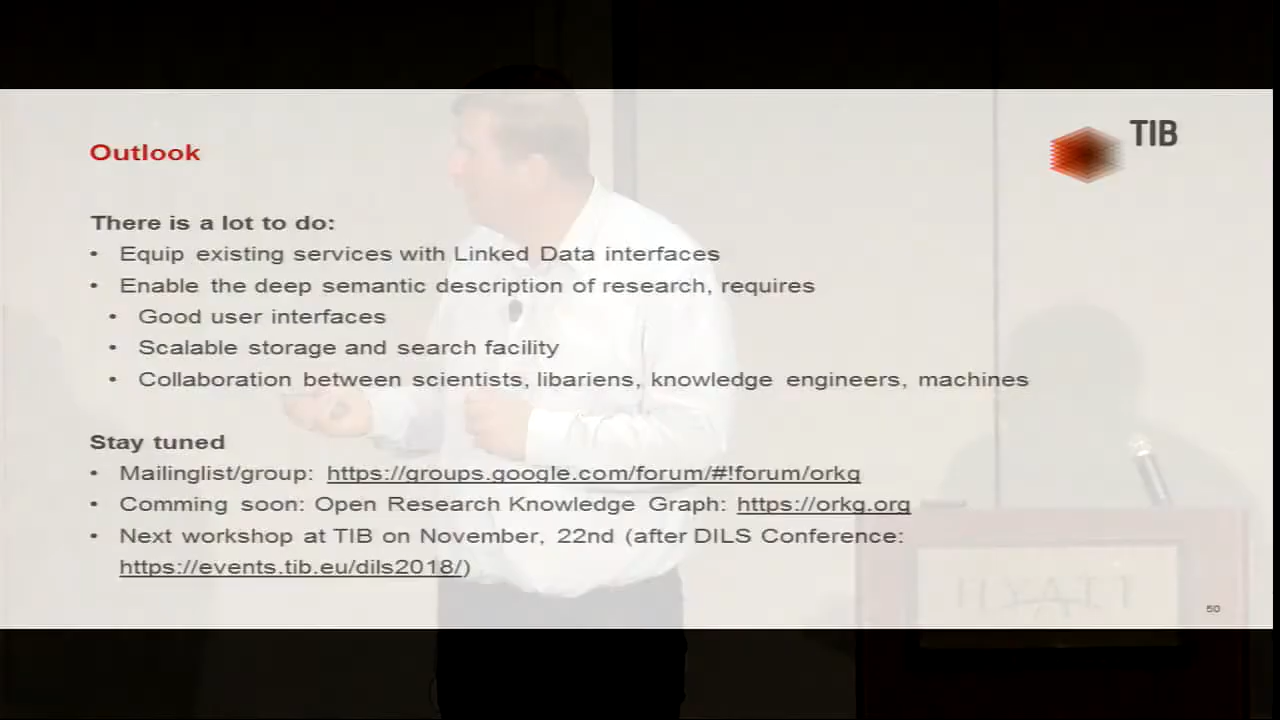 TIB
Outlook
There is a lot to do:
• Equip existing services with Linked Data interfaces
• Enable the deep semantic description of research, requires
• Good user interfaces
• Scalable storage and search facility
• Collaboration between scientists, libariens, knowledge engineers, machines
Stay tuned
• Mailinglist/group: https://groups.google.com/forum/#!forum/orkg
• Comming soon: Open Research Knowledge Graph: https://orkg.org
• Next workshop at TIB on November, 22nd (after DILS Conference:
https://events.tib.eu/dils2018/)
HYATT
50